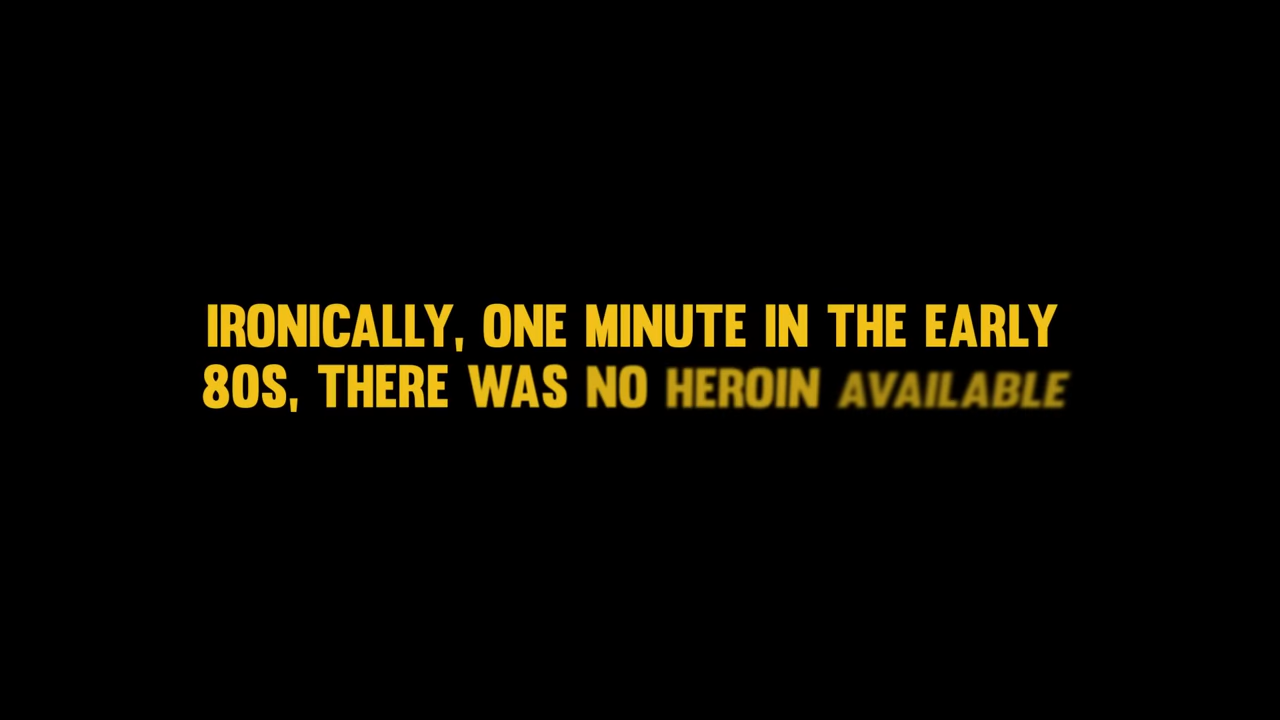 IRONICALLY, ONE MINUTE IN THE EARLY
80S, THERE WAS NO HEROIN AVAILABLE